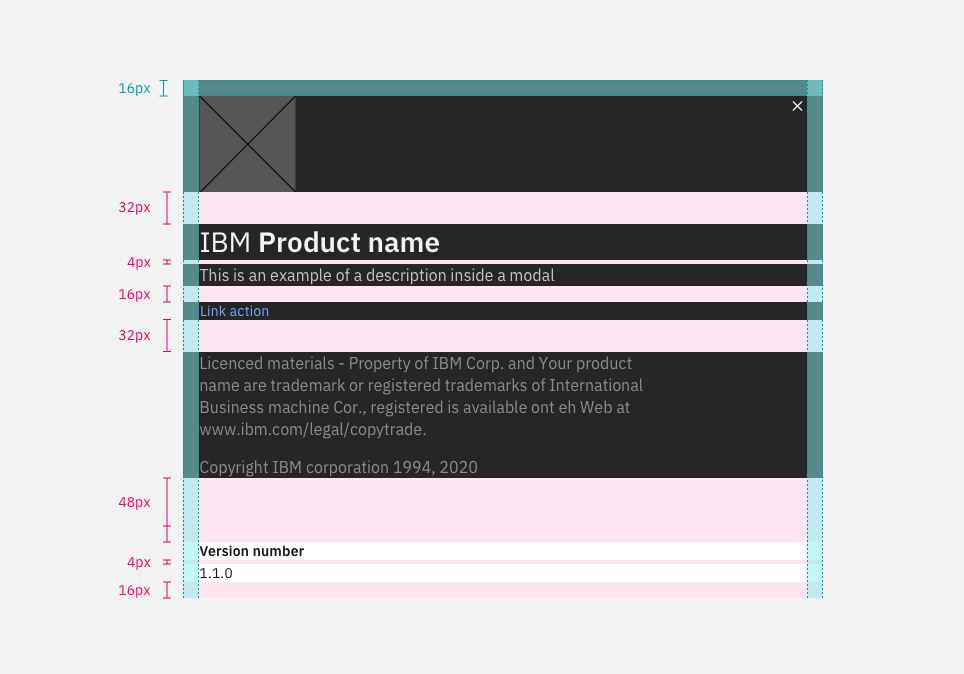 16px
32px
IBM Product name
4px
This is an example of a description inside a modal
16px
Link action
32px
Licenced materials - Property of IBM Corp. and Your product
name are trademark or registered trademarks of International
Business machine Cor., registered is available ont eh Web at
www.ibm.com/legal/copytrade.
Copyright IBM corporation 1994, 2020
48px
Version number
4px
1.1.0
16px